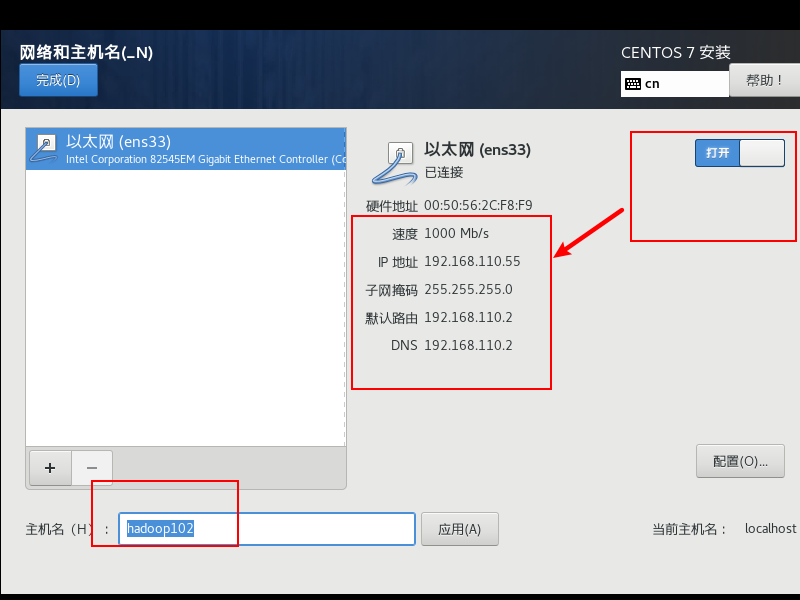 网络和主机名(_N)
CENTOS 7 安装
完成(D)
cn
帮助！
以太网 (ens33)
Intel Corporation 82545EM Gigabit Ethernet Controller (Co
以太网 (ens33)
已连接
打开
硬件地址 00:50:56:2C:F8:F9
速度 1000 Mb/s
IP 地址 192.168.110.55
子网掩码 255.255.255.0
默认路由 192.168.110.2
DNS 192.168.110.2
+
−
配置(O)...
主机名（H）：
hadoop102
应用(A)
当前主机名： localhost